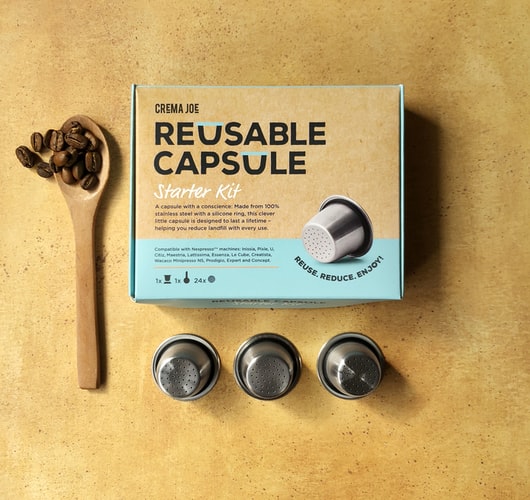 CREMA JOE
REUSABLE
CAPSULE
Starter Kit
A capsule with a conscience: Made from 100%
stainless steel with a silicone ring, this clever
little capsule is designed to last a lifetime –
helping you reduce landfill with every use.
Compatible with Nespresso™ machines: Inissia, Pixie, U,
Citiz, Maestria, Lattissima, Essenza, Le Cube, Creatista,
Wacaco Minipresso NS, Prodigio, Expert and Concept.
1x 1x 24x
REUSE. REDUCE. ENJOY!
REUSABLE CAPSULE